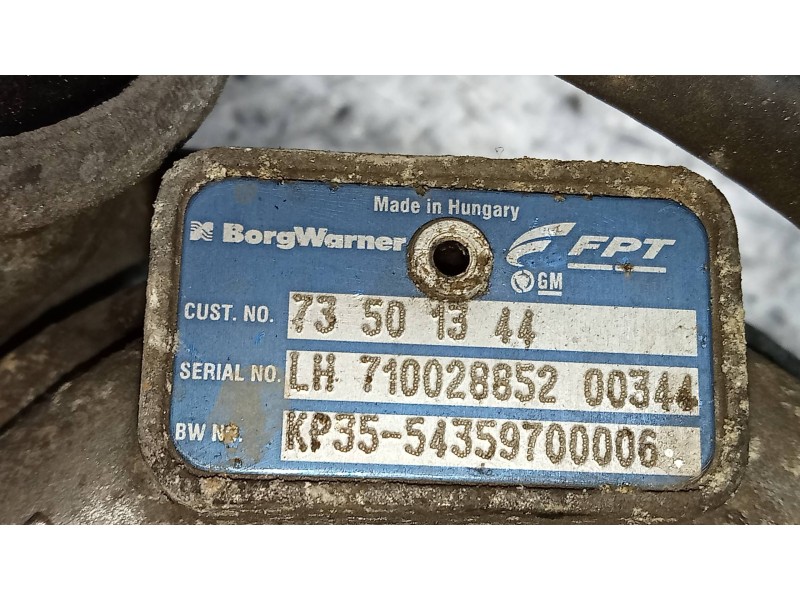 Made in Hungary
BorgWarner FPT
GM
CUST. NO. 73 50 13 44
SERIAL NO. LH 710028852 00344
BW NR. KP35-54359700006